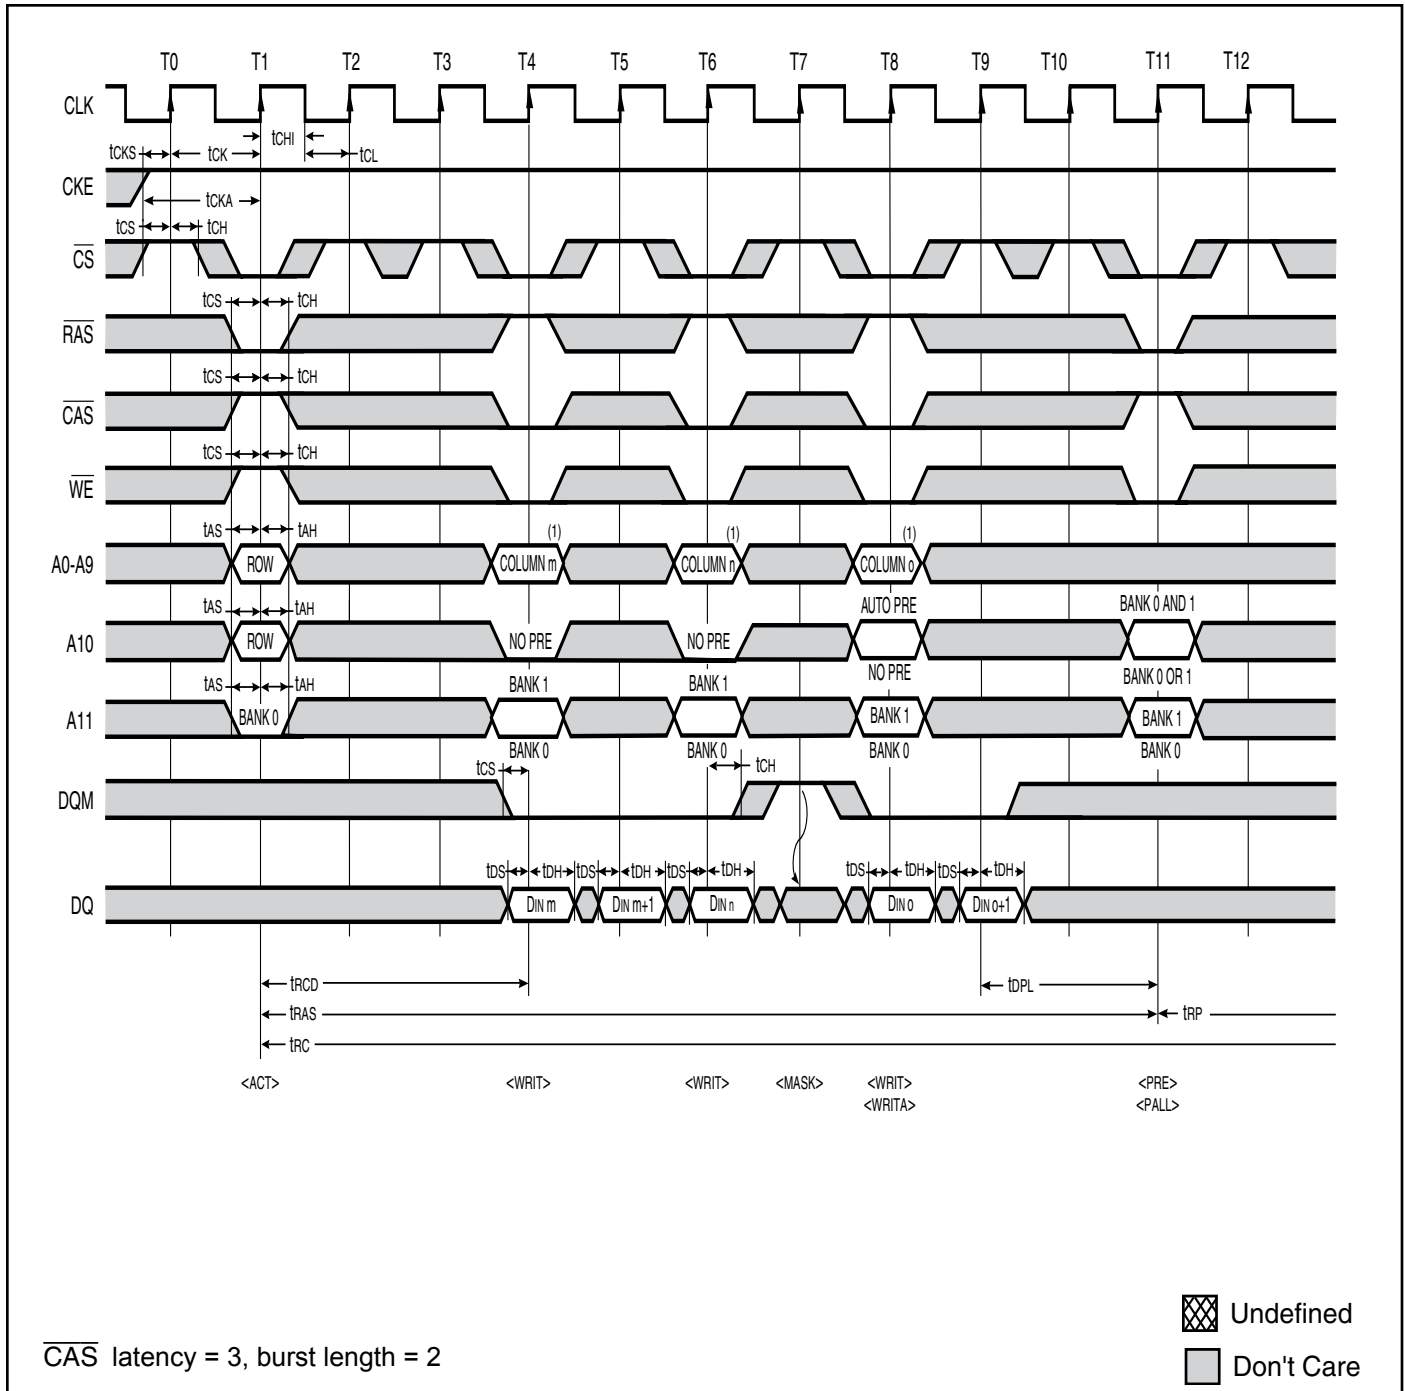 T0 T1 T2 T3 T4 T5 T6 T7 T8 T9 T10 T11 T12
CLK
tCHI
tCKS tCK tCL
CKE
tCKA
tCS tCH
CS
tCS tCH
RAS
tCS tCH
CAS
tCS tCH
WE
tAS tAH (1) (1) (1)
A0-A9 ROW COLUMN m COLUMN n COLUMN o
tAS tAH AUTO PRE BANK 0 AND 1
A10 ROW NO PRE NO PRE
NO PRE BANK 0 OR 1
tAS tAH BANK 1 BANK 1
A11 BANK 0 BANK 1 BANK 1
BANK 0 BANK 0 BANK 0 BANK 0
tCS tCH
DQM
tDS tDH tDS tDH tDS tDH tDS tDH tDS tDH
DQ DIN m DIN m+1 DIN n DIN o DIN o+1
tRCD tDPL
tRAS tRP
tRC
<ACT> <WRIT> <WRIT> <MASK> <WRIT> <PRE>
<WRITA> <PALL>
Undefined
CAS latency = 3, burst length = 2
Don't Care